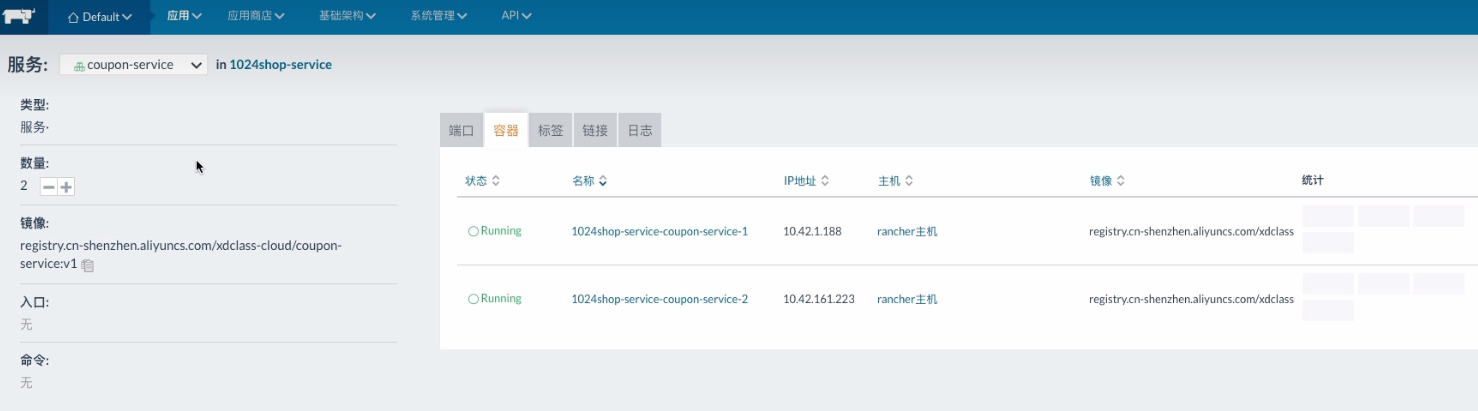 Default 应用 应用商店 基础架构 系统管理 API
服务: coupon-service in 1024shop-service
类型:
服务·
数量:
2
镜像:
registry.cn-shenzhen.aliyuncs.com/xdclass-cloud/coupon-
service:v1
入口:
无
命令:
无
端口 容器 标签 链接 日志
状态 名称 IP地址 主机 镜像 统计
Running 1024shop-service-coupon-service-1 10.42.1.188 rancher主机 registry.cn-shenzhen.aliyuncs.com/xdclass
Running 1024shop-service-coupon-service-2 10.42.161.223 rancher主机 registry.cn-shenzhen.aliyuncs.com/xdclass